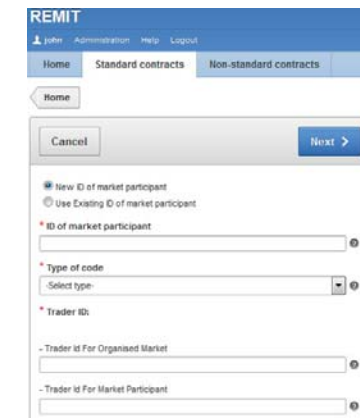 REMIT
john Administration Help Logout
Home Standard contracts Non-standard contracts
Home
Cancel Next >
New ID of market participant
Use Existing ID of market participant
* ID of market participant
* Type of code
-Select type-
* Trader ID:
- Trader Id For Organised Market
- Trader Id For Market Participant